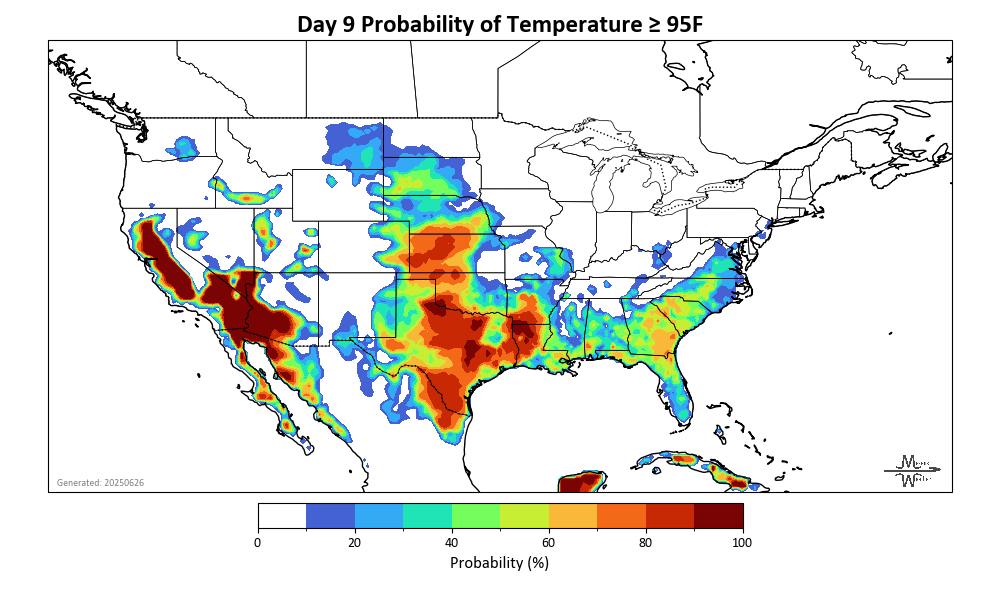 Day 9 Probability of Temperature ≥ 95F
Generated: 20250626
0 20 40 60 80 100
Probability (%)